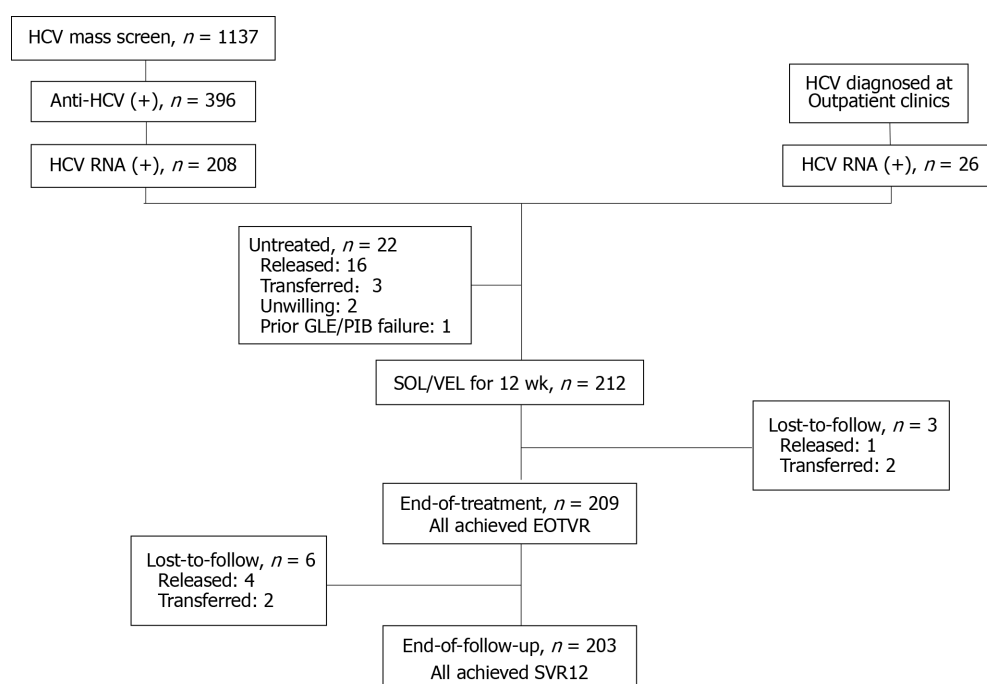 HCV mass screen, n = 1137
Anti-HCV (+), n = 396
HCV RNA (+), n = 208
HCV diagnosed at
Outpatient clinics
HCV RNA (+), n = 26
Untreated, n = 22
Released: 16
Transferred: 3
Unwilling: 2
Prior GLE/PIB failure: 1
SOL/VEL for 12 wk, n = 212
Lost-to-follow, n = 3
Released: 1
Transferred: 2
End-of-treatment, n = 209
All achieved EOTVR
Lost-to-follow, n = 6
Released: 4
Transferred: 2
End-of-follow-up, n = 203
All achieved SVR12